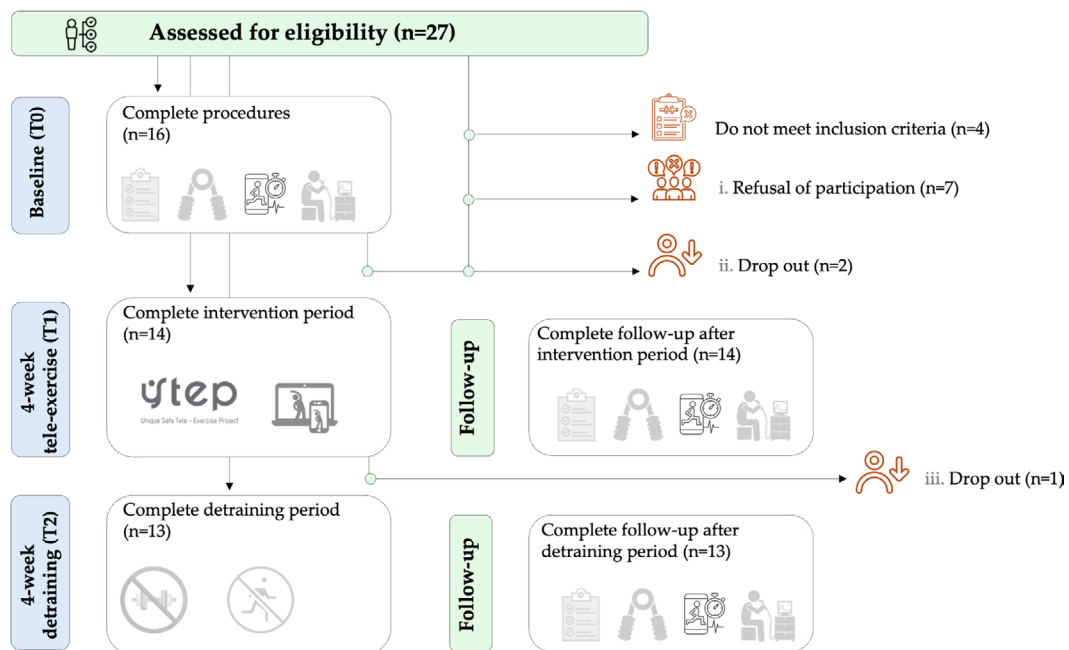 Assessed for eligibility (n=27)
Baseline (T0)
Complete procedures
(n=16)
Do not meet inclusion criteria (n=4)
i. Refusal of participation (n=7)
ii. Drop out (n=2)
4-week
tele-exercise (T1)
Complete intervention period
(n=14)
ustep
Unique Safe Tele - Exercise Project
Follow-up
Complete follow-up after
intervention period (n=14)
iii. Drop out (n=1)
4-week
detraining (T2)
Complete detraining period
(n=13)
Follow-up
Complete follow-up after
detraining period (n=13)